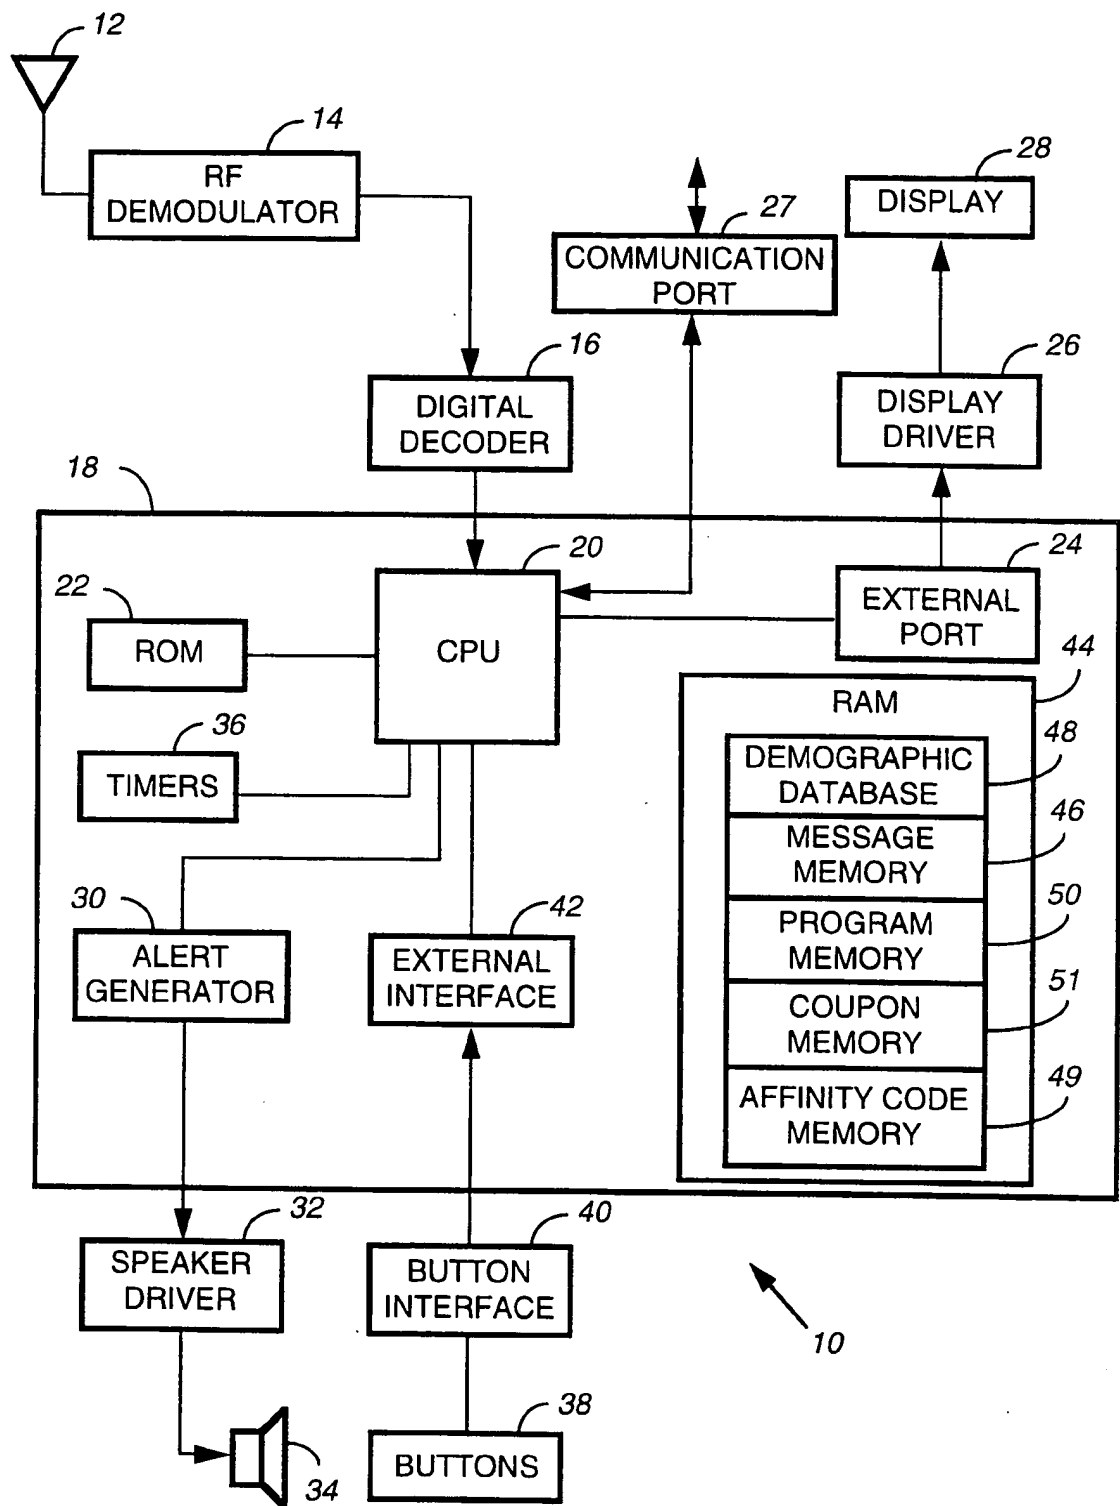 12
14
RF
DEMODULATOR
28
DISPLAY
27
COMMUNICATION
PORT
16
DIGITAL
DECODER
26
DISPLAY
DRIVER
18
20
CPU
24
EXTERNAL
PORT
22
ROM
36
TIMERS
44
RAM
48
DEMOGRAPHIC
DATABASE
46
MESSAGE
MEMORY
50
PROGRAM
MEMORY
51
COUPON
MEMORY
49
AFFINITY CODE
MEMORY
30
ALERT
GENERATOR
42
EXTERNAL
INTERFACE
32
SPEAKER
DRIVER
40
BUTTON
INTERFACE
10
34
38
BUTTONS